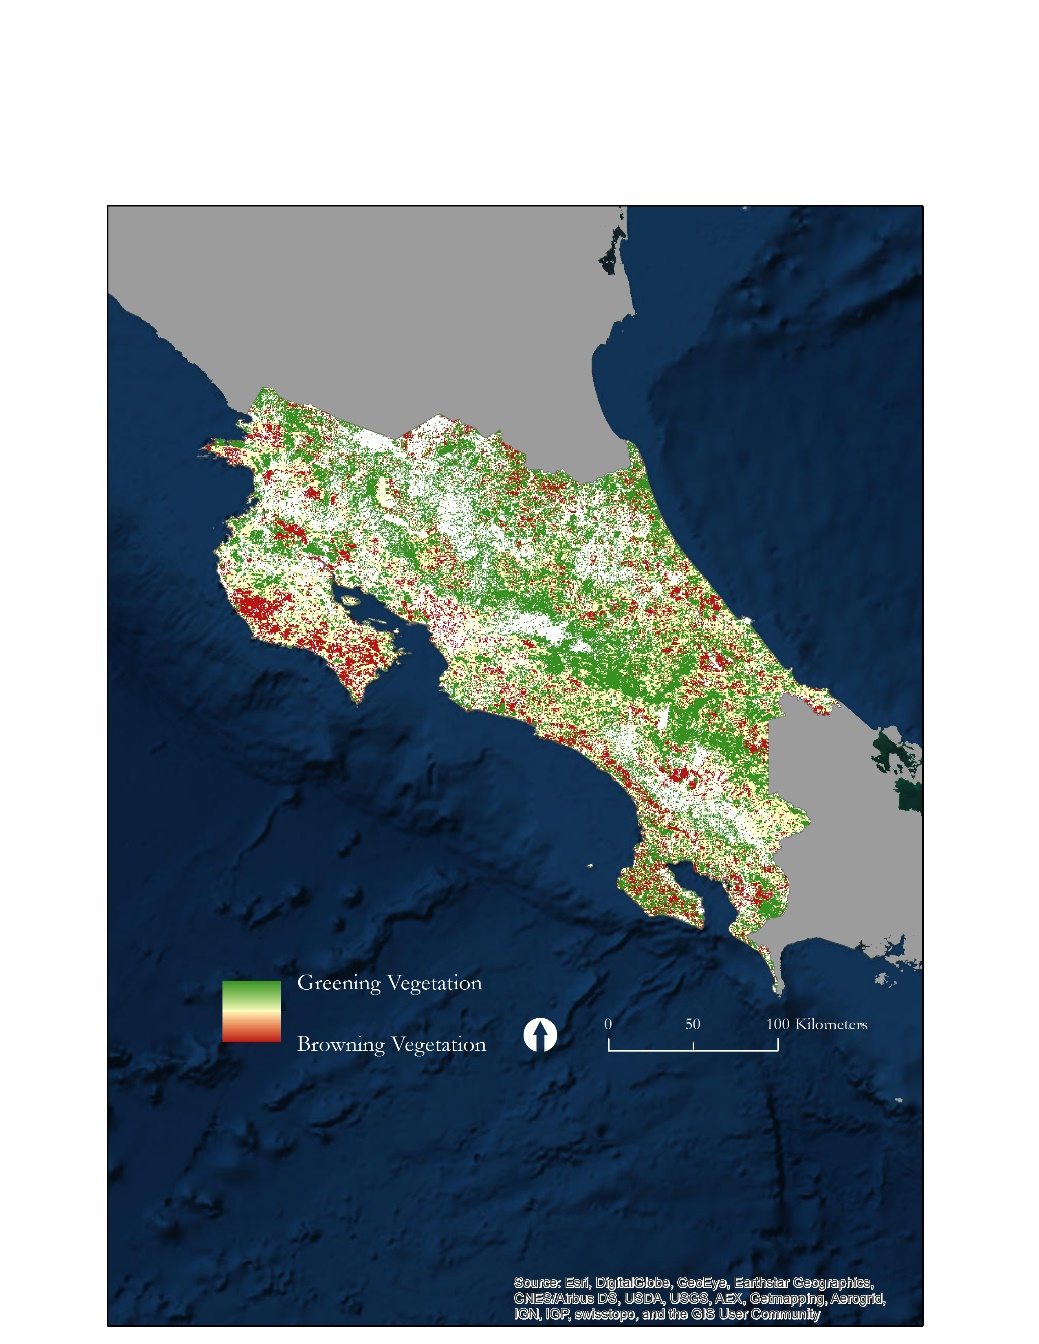 Greening Vegetation
Browning Vegetation
0 50 100 Kilometers
Source: Esri, DigitalGlobe, GeoEye, Earthstar Geographics,
CNES/Airbus DS, USDA, USGS, AEX, Getmapping, Aerogrid,
IGN, IGP, swisstopo, and the GIS User Community